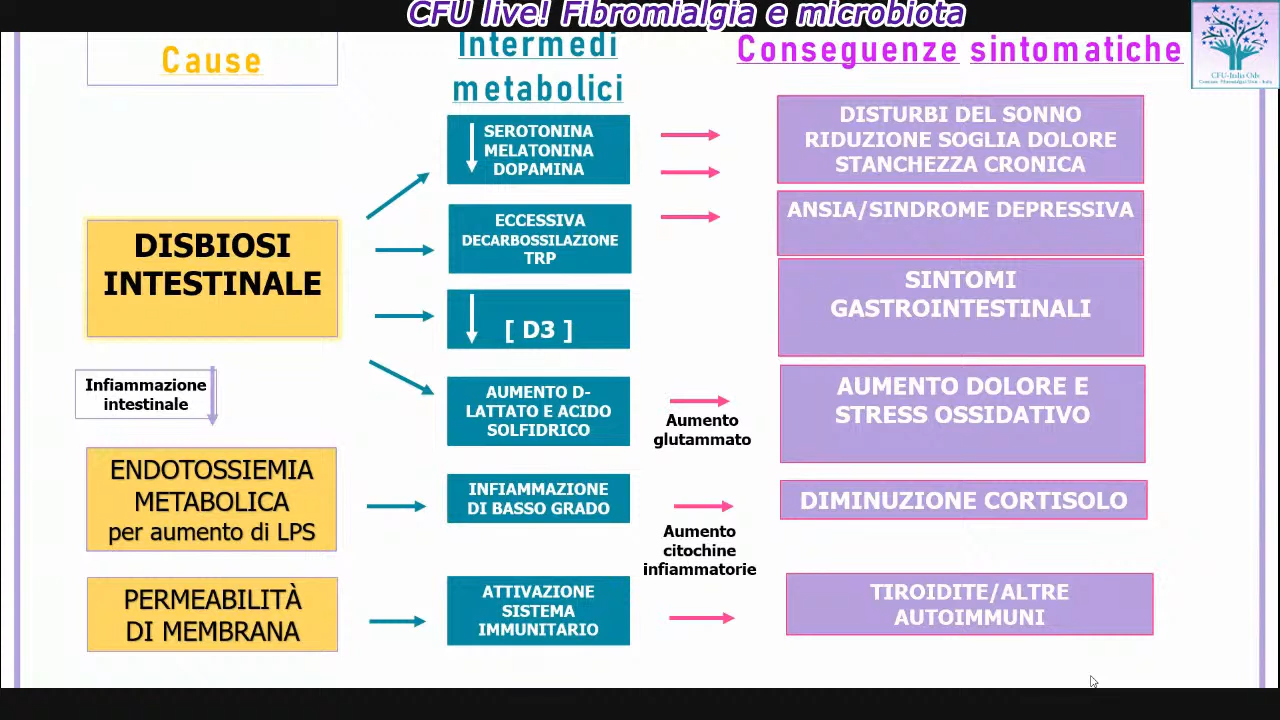 CFU live! Fibromialgia e microbiota
CFU-Italia Odv
Cause
Intermedi
metabolici
Conseguenze sintomatiche
DISBIOSI
INTESTINALE
Infiammazione
intestinale
ENDOTOSSIEMIA
METABOLICA
per aumento di LPS
PERMEABILITÀ
DI MEMBRANA
SEROTONINA
MELATONINA
DOPAMINA
ECCESSIVA
DECARBOSSILAZIONE
TRP
[ D3 ]
AUMENTO D-
LATTATO E ACIDO
SOLFIDRICO
INFIAMMAZIONE
DI BASSO GRADO
ATTIVAZIONE
SISTEMA
IMMUNITARIO
Aumento
glutammato
Aumento
citochine
infiammatorie
DISTURBI DEL SONNO
RIDUZIONE SOGLIA DOLORE
STANCHEZZA CRONICA
ANSIA/SINDROME DEPRESSIVA
SINTOMI
GASTROINTESTINALI
AUMENTO DOLORE E
STRESS OSSIDATIVO
DIMINUZIONE CORTISOLO
TIROIDITE/ALTRE
AUTOIMMUNI